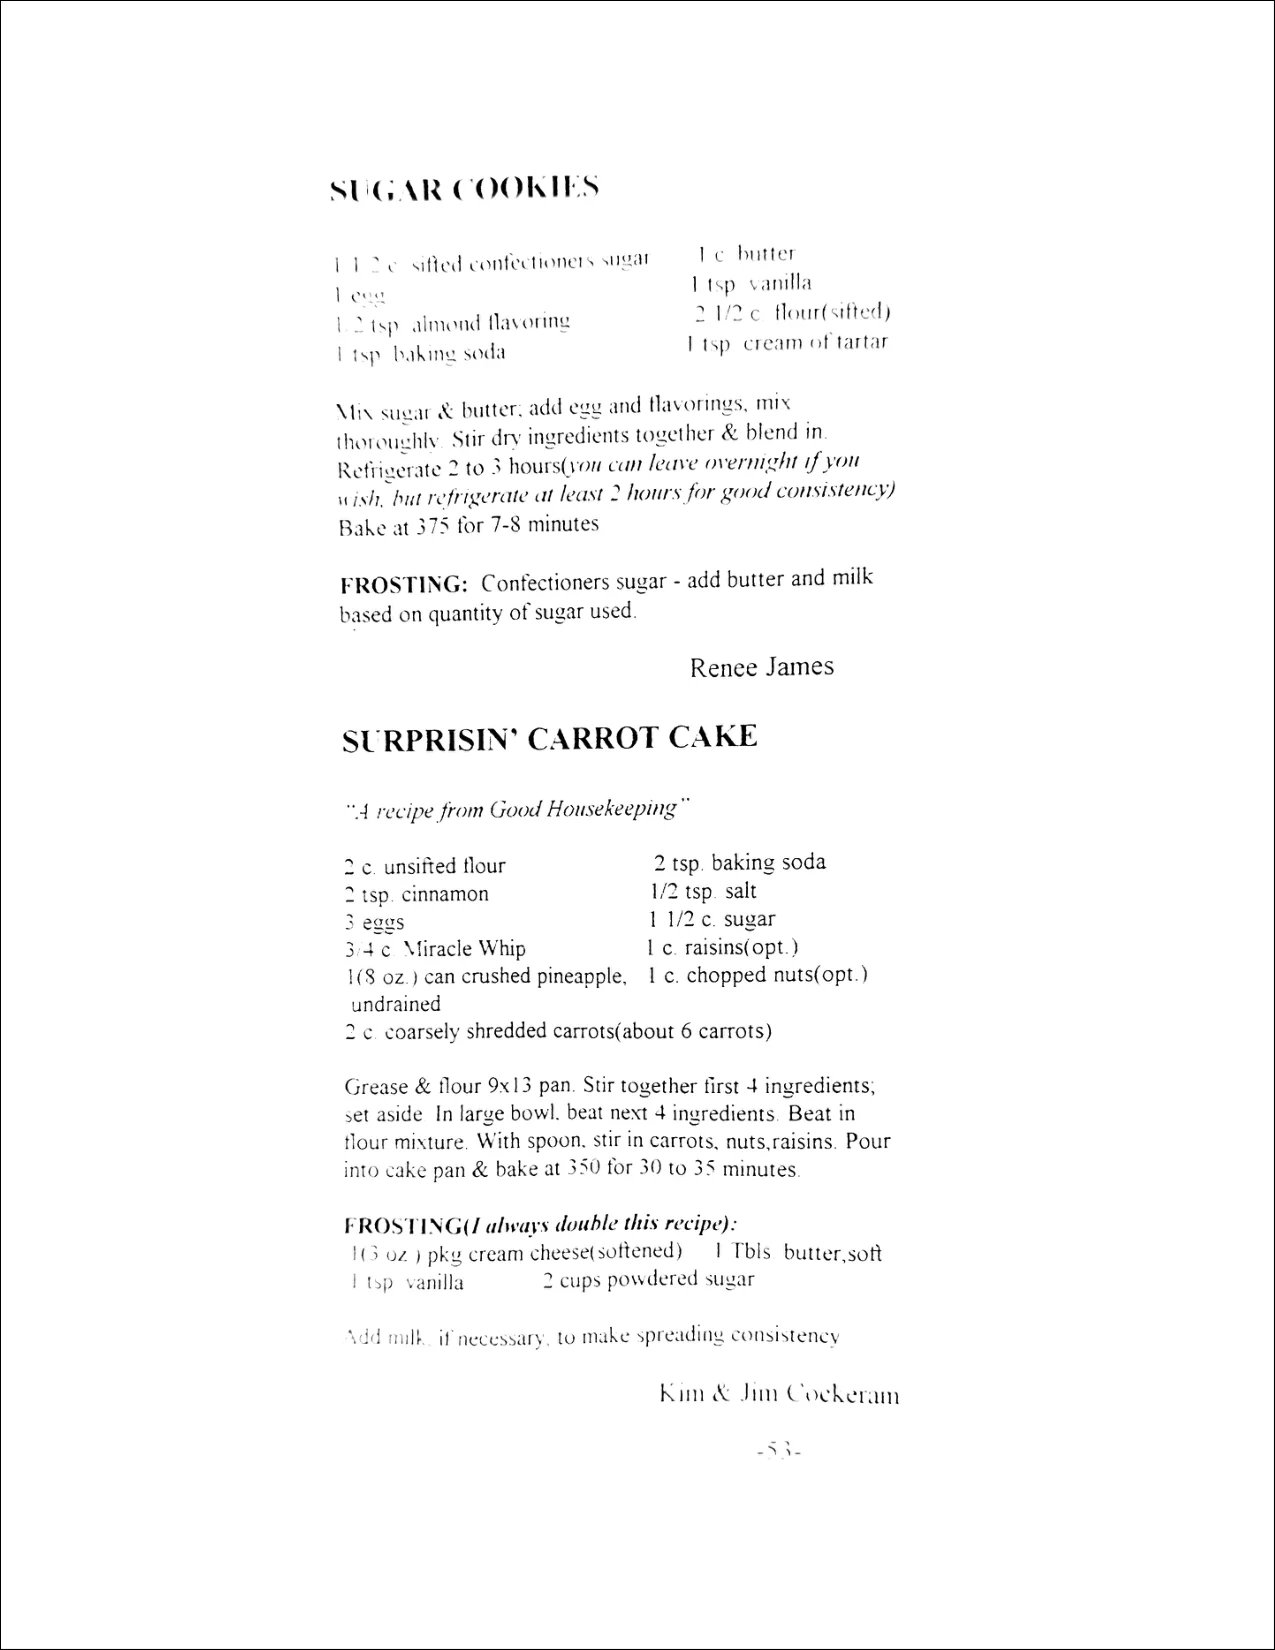 SUGAR COOKIES
1 1/2 c. sifted confectioners sugar 1 c. butter
1 egg 1 tsp. vanilla
1/2 tsp. almond flavoring 2 1/2 c. flour(sifted)
1 tsp. baking soda 1 tsp. cream of tartar
Mix sugar & butter; add egg and flavorings, mix
thoroughly. Stir dry ingredients together & blend in.
Refrigerate 2 to 3 hours(you can leave overnight if you
wish, but refrigerate at least 2 hours for good consistency)
Bake at 375 for 7-8 minutes
FROSTING: Confectioners sugar - add butter and milk
based on quantity of sugar used.
Renee James
SURPRISIN' CARROT CAKE
"A recipe from Good Housekeeping"
2 c. unsifted flour 2 tsp. baking soda
2 tsp. cinnamon 1/2 tsp. salt
3 eggs 1 1/2 c. sugar
3/4 c. Miracle Whip 1 c. raisins(opt.)
1(8 oz.) can crushed pineapple, 1 c. chopped nuts(opt.)
undrained
2 c. coarsely shredded carrots(about 6 carrots)
Grease & flour 9x13 pan. Stir together first 4 ingredients;
set aside. In large bowl, beat next 4 ingredients. Beat in
flour mixture. With spoon, stir in carrots, nuts,raisins. Pour
into cake pan & bake at 350 for 30 to 35 minutes.
FROSTING(I always double this recipe):
1(3 oz.) pkg cream cheese(softened) 1 Tbls. butter,soft
1 tsp. vanilla 2 cups powdered sugar
Add milk, if necessary, to make spreading consistency
Kim & Jim Cockeram
-53-